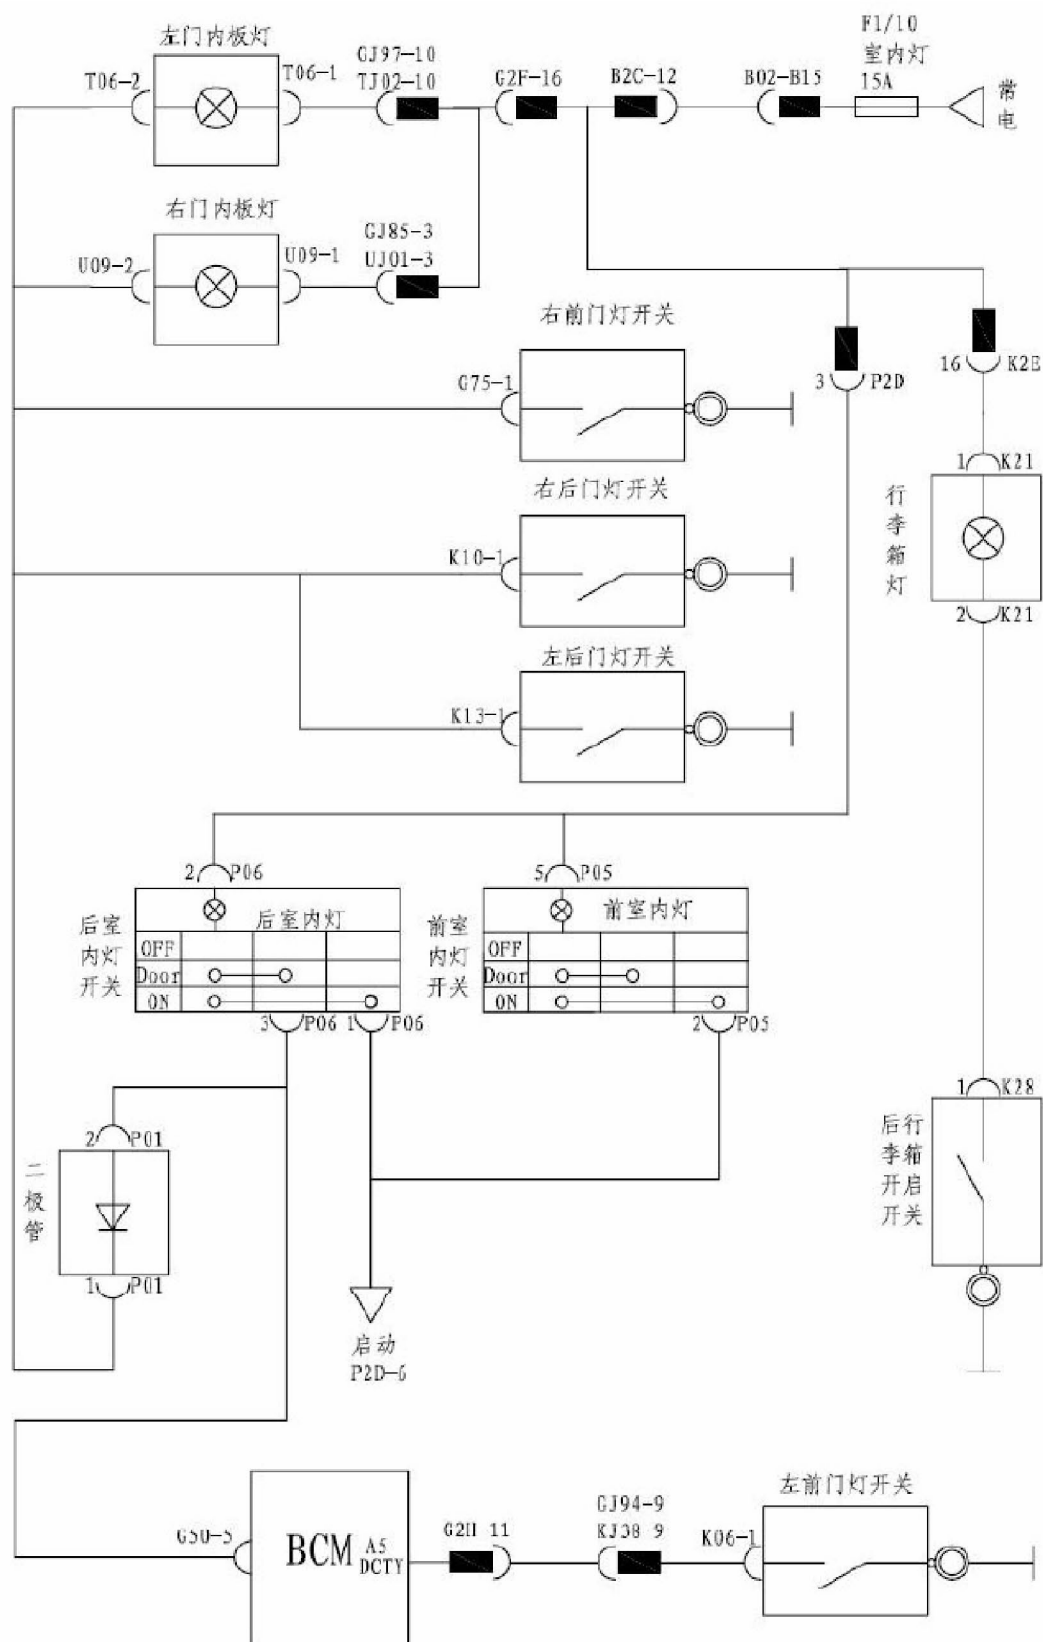 左门内板灯
T06-2
T06-1
GJ97-10
TJ02-10
G2F-16
B2C-12
B02-B15
F1/10
室内灯
15A
常电
右门内板灯
U09-2
U09-1
GJ85-3
UJ01-3
右前门灯开关
G75-1
3
P2D
16
K2E
右后门灯开关
K10-1
1
K21
行李箱灯
2
K21
左后门灯开关
K13-1
2
P06
5
P05
后室内灯开关
后室内灯
OFF
Door
ON
前室内灯开关
前室内灯
OFF
Door
ON
3
P06
1
P06
2
P05
1
K28
后行李箱开启开关
2
P01
二极管
1
P01
启动
P2D-6
左前门灯开关
G50-5
BCM
A5
DCTY
G2H 11
GJ94-9
KJ38 9
K06-1